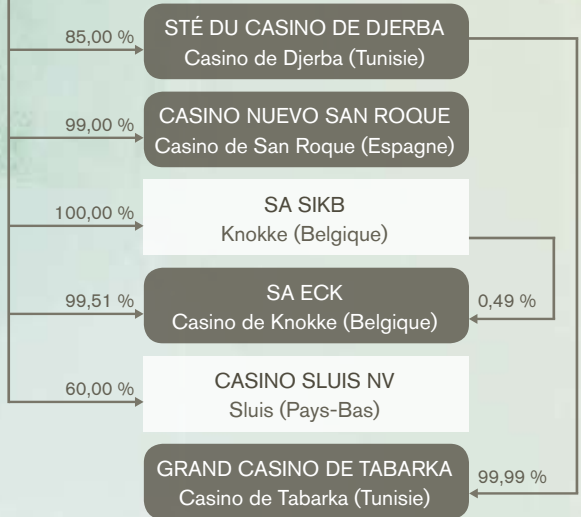 85,00 %
STÉ DU CASINO DE DJERBA
Casino de Djerba (Tunisie)
99,00 %
CASINO NUEVO SAN ROQUE
Casino de San Roque (Espagne)
100,00 %
SA SIKB
Knokke (Belgique)
99,51 %
SA ECK
Casino de Knokke (Belgique)
0,49 %
60,00 %
CASINO SLUIS NV
Sluis (Pays-Bas)
GRAND CASINO DE TABARKA
Casino de Tabarka (Tunisie)
99,99 %